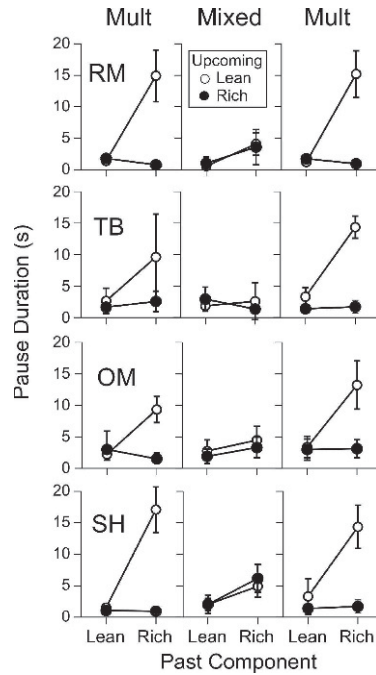 Mult Mixed Mult
20
15
10
5
0
RM
Upcoming
Lean
Rich
20
15
10
5
0
TB
20
15
10
5
0
OM
20
15
10
5
0
SH
Pause Duration (s)
Lean Rich Lean Rich Lean Rich
Past Component